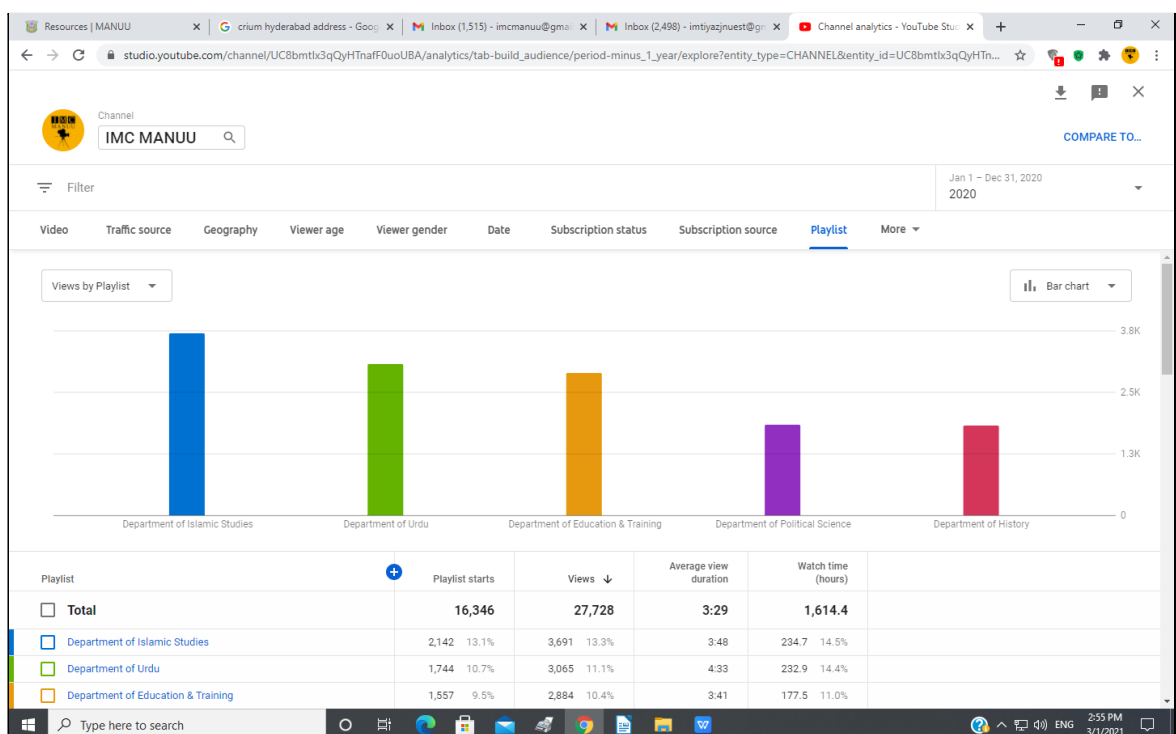 Resources | MANUU
crium hyderabad address - Goog
Inbox (1,515) - imcmanuu@gmai
Inbox (2,498) - imtiyazjnuest@gm
Channel analytics - YouTube Stud
studio.youtube.com/channel/UC8bmtIx3qQyHTnafF0uoUBA/analytics/tab-build_audience/period-minus_1_year/explore?entity_type=CHANNEL&entity_id=UC8bmtIx3qQyHTn...
Channel
IMC MANUU
COMPARE TO...
Filter
Jan 1 – Dec 31, 2020
2020
Video Traffic source Geography Viewer age Viewer gender Date Subscription status Subscription source Playlist More
Views by Playlist
Bar chart
3.8K
2.5K
1.3K
0
Department of Islamic Studies Department of Urdu Department of Education & Training Department of Political Science Department of History
Playlist Playlist starts Views Average view duration Watch time (hours)
Total 16,346 27,728 3:29 1,614.4
Department of Islamic Studies 2,142 13.1% 3,691 13.3% 3:48 234.7 14.5%
Department of Urdu 1,744 10.7% 3,065 11.1% 4:33 232.9 14.4%
Department of Education & Training 1,557 9.5% 2,884 10.4% 3:41 177.5 11.0%
Type here to search
ENG
2:55 PM
3/1/2021